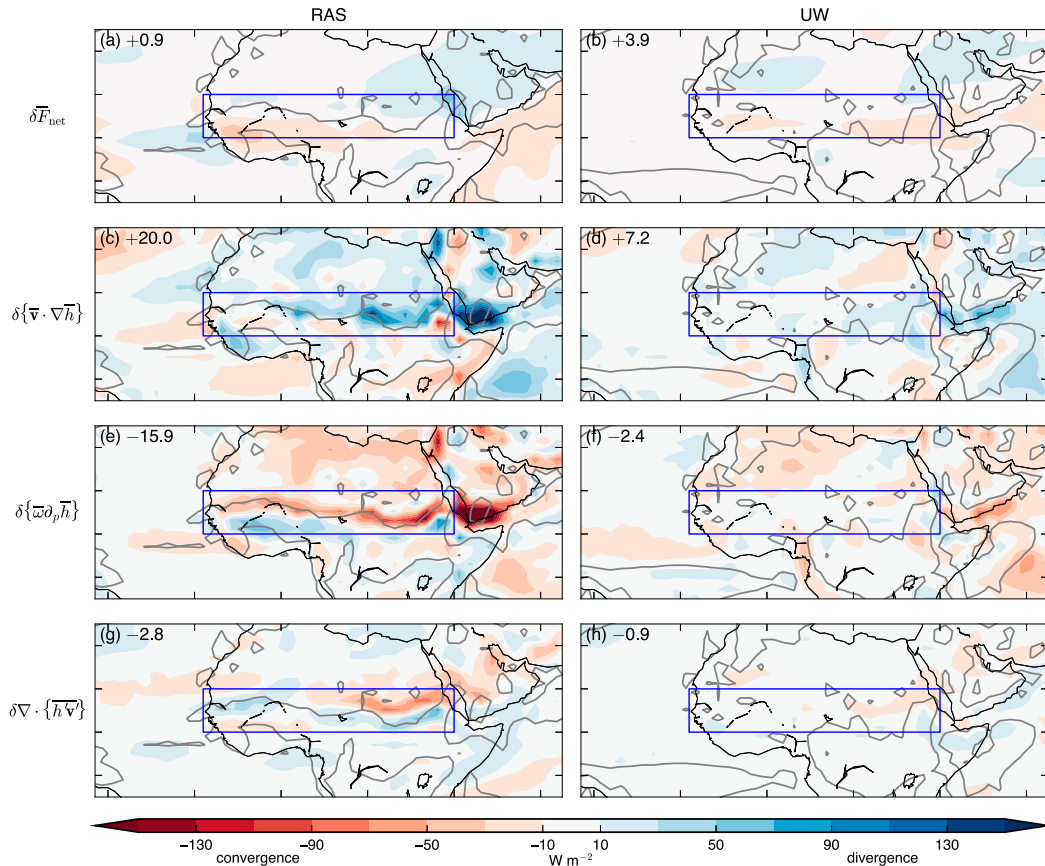 RAS UW
(a) +0.9 (b) +3.9
δF̅net
(c) +20.0 (d) +7.2
δ{v̅ · ∇h̅}
(e) −15.9 (f) −2.4
δ{ω̅∂ph̅}
(g) −2.8 (h) −0.9
δ∇ · {h′v′}
−130 −90 −50 −10 10 50 90 130
convergence W m−2 divergence